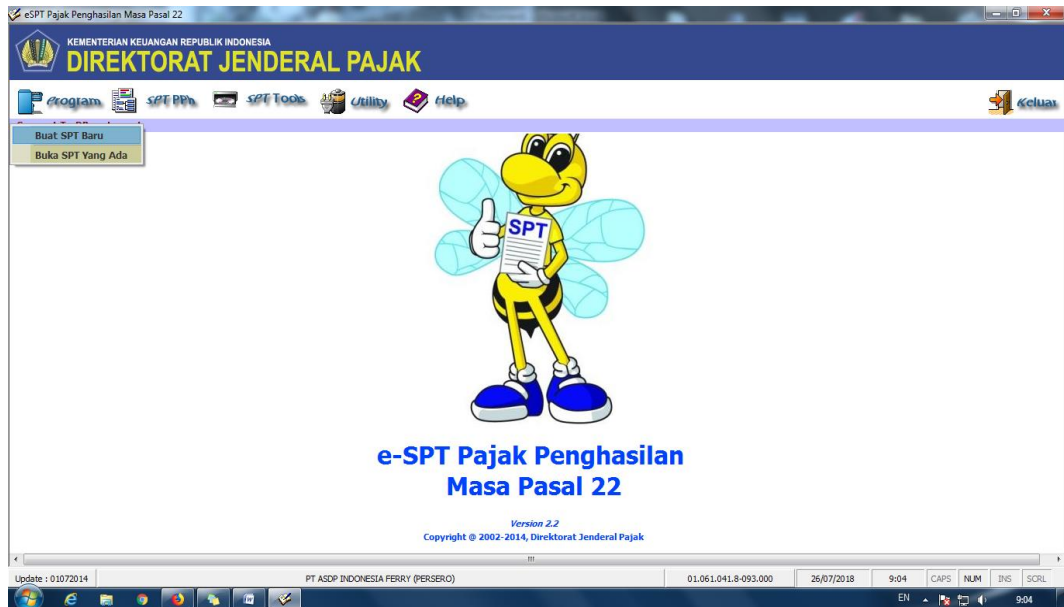 eSPT Pajak Penghasilan Masa Pasal 22
KEMENTERIAN KEUANGAN REPUBLIK INDONESIA
DIREKTORAT JENDERAL PAJAK
Program SPT PPh SPT Tools Utility Help Keluar
Buat SPT Baru
Buka SPT Yang Ada
SPT
e-SPT Pajak Penghasilan
Masa Pasal 22
Version 2.2
Copyright @ 2002-2014, Direktorat Jenderal Pajak
Update : 01072014 PT ASDP INDONESIA FERRY (PERSERO) 01.061.041.8-093.000 26/07/2018 9:04 CAPS NUM INS SCRL
EN 9:04